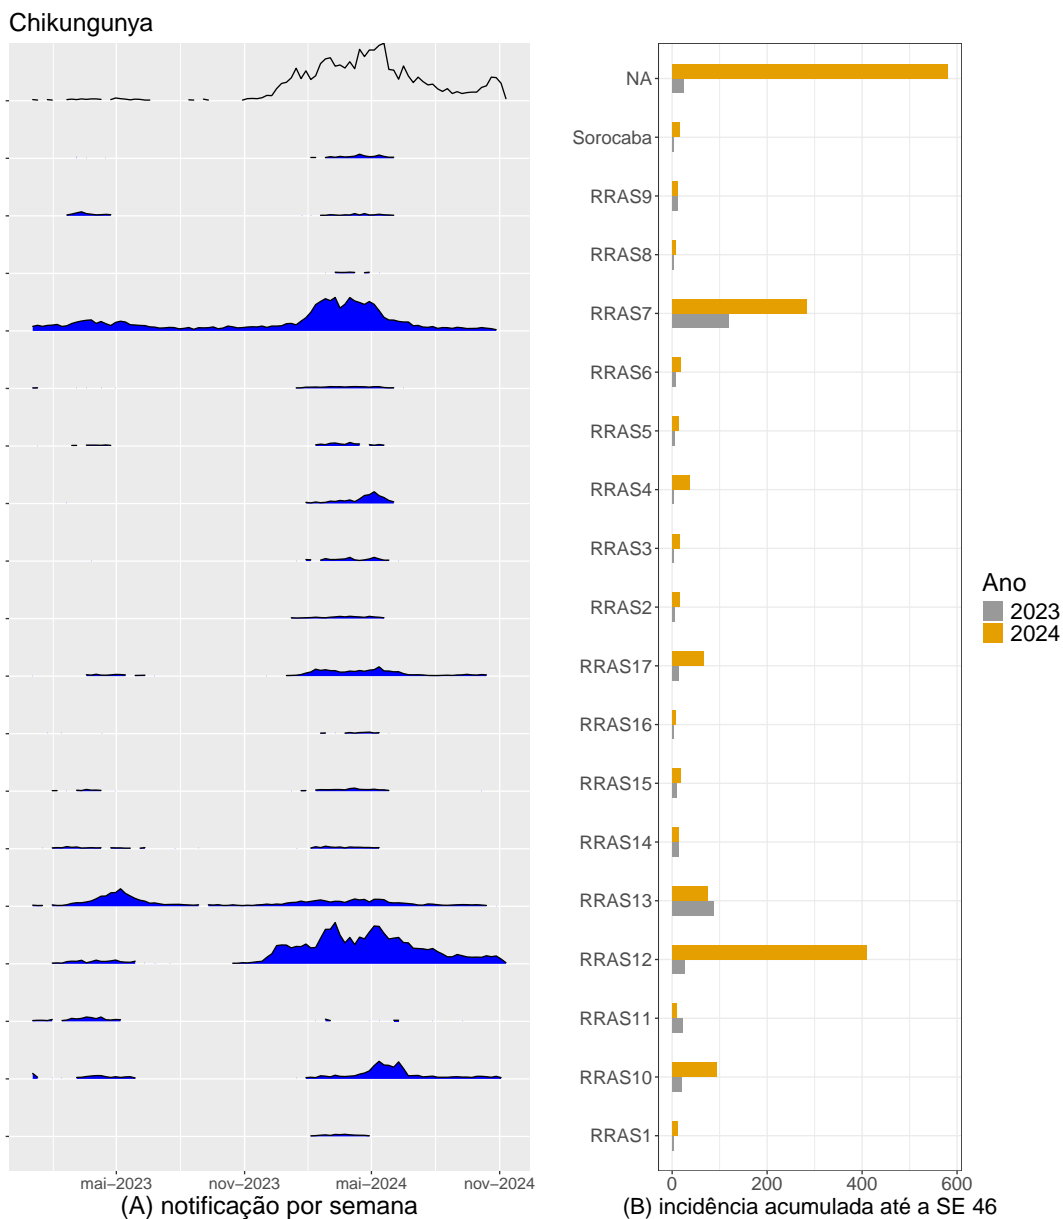 Chikungunya
NA
Sorocaba
RRAS9
RRAS8
RRAS7
RRAS6
RRAS5
RRAS4
RRAS3
RRAS2
RRAS17
RRAS16
RRAS15
RRAS14
RRAS13
RRAS12
RRAS11
RRAS10
RRAS1
mai–2023 nov–2023 mai–2024 nov–2024
(A) notificação por semana
0 200 400 600
(B) incidência acumulada até a SE 46
Ano
2023
2024